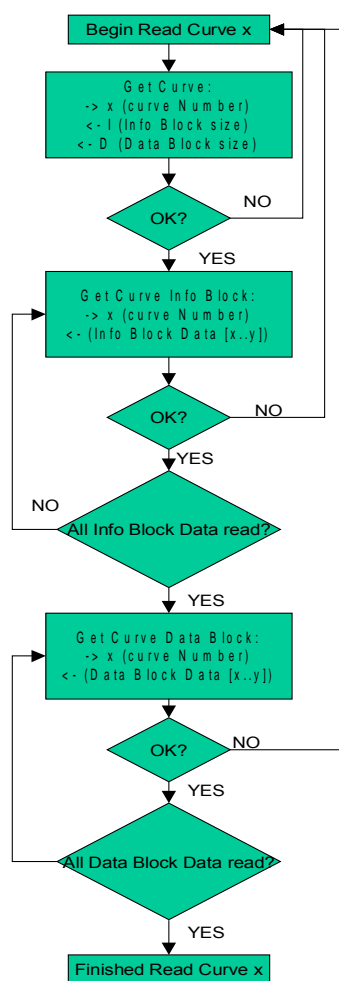 Begin Read Curve x
Get Curve:
-> x (curve Number)
<- I (Info Block size)
<- D (Data Block size)
OK?
NO
YES
Get Curve Info Block:
-> x (curve Number)
<- (Info Block Data [x..y])
OK?
NO
YES
NO
All Info Block Data read?
YES
Get Curve Data Block:
-> x (curve Number)
<- (Data Block Data [x..y])
OK?
NO
YES
All Data Block Data read?
YES
Finished Read Curve x